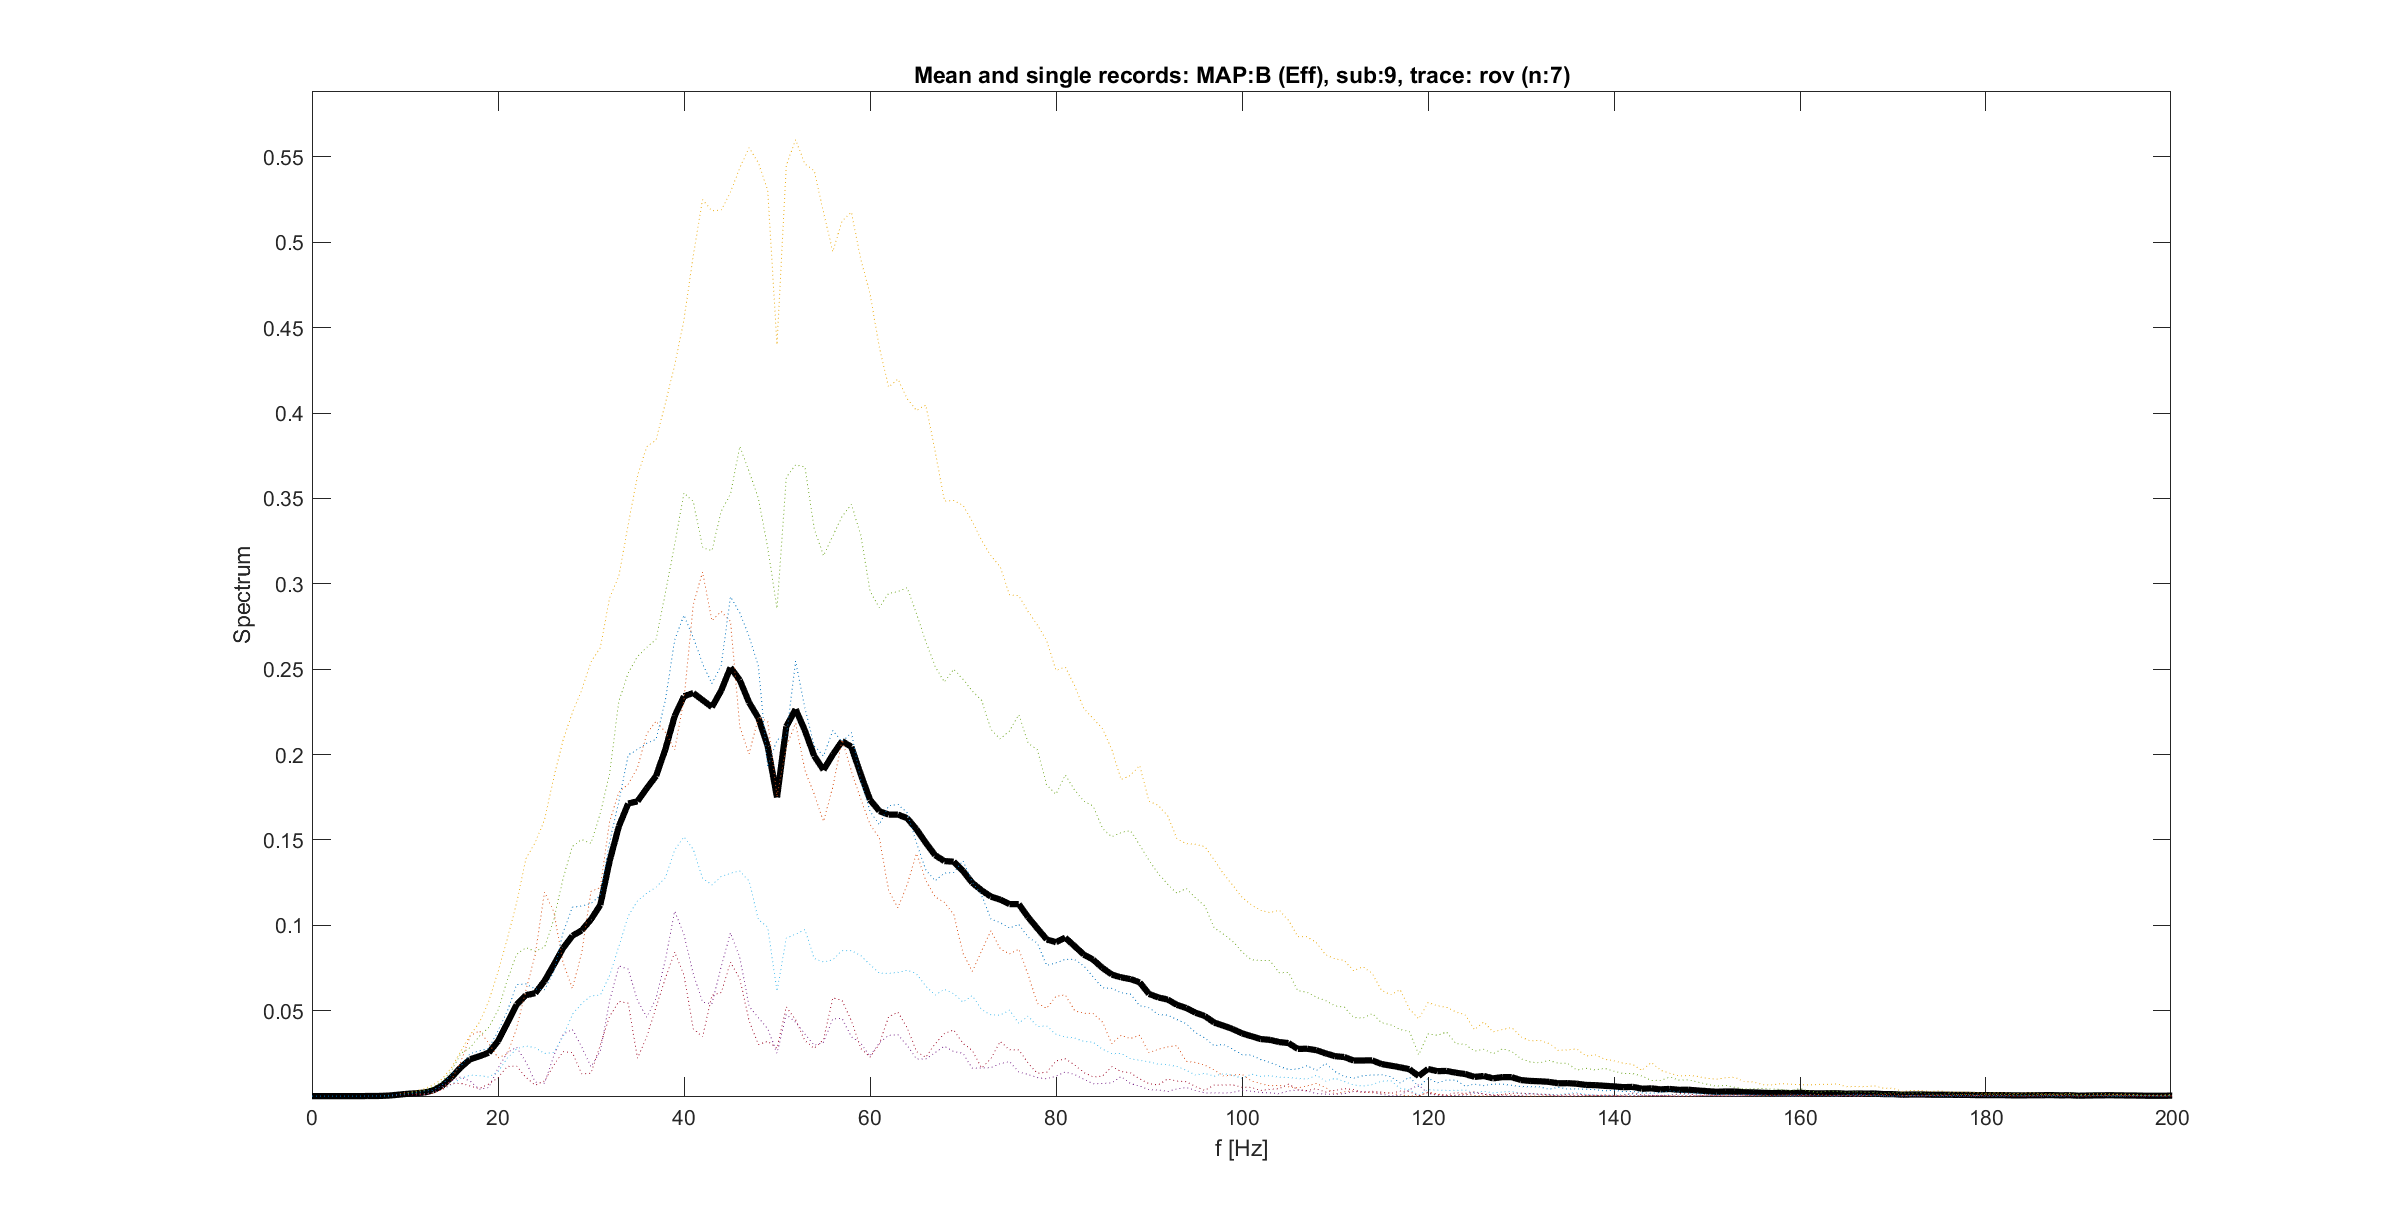 Mean and single records: MAP:B (Eff), sub:9, trace: rov (n:7)
0.55
0.5
0.45
0.4
0.35
0.3
0.25
0.2
0.15
0.1
0.05
Spectrum
0 20 40 60 80 100 120 140 160 180 200
f [Hz]